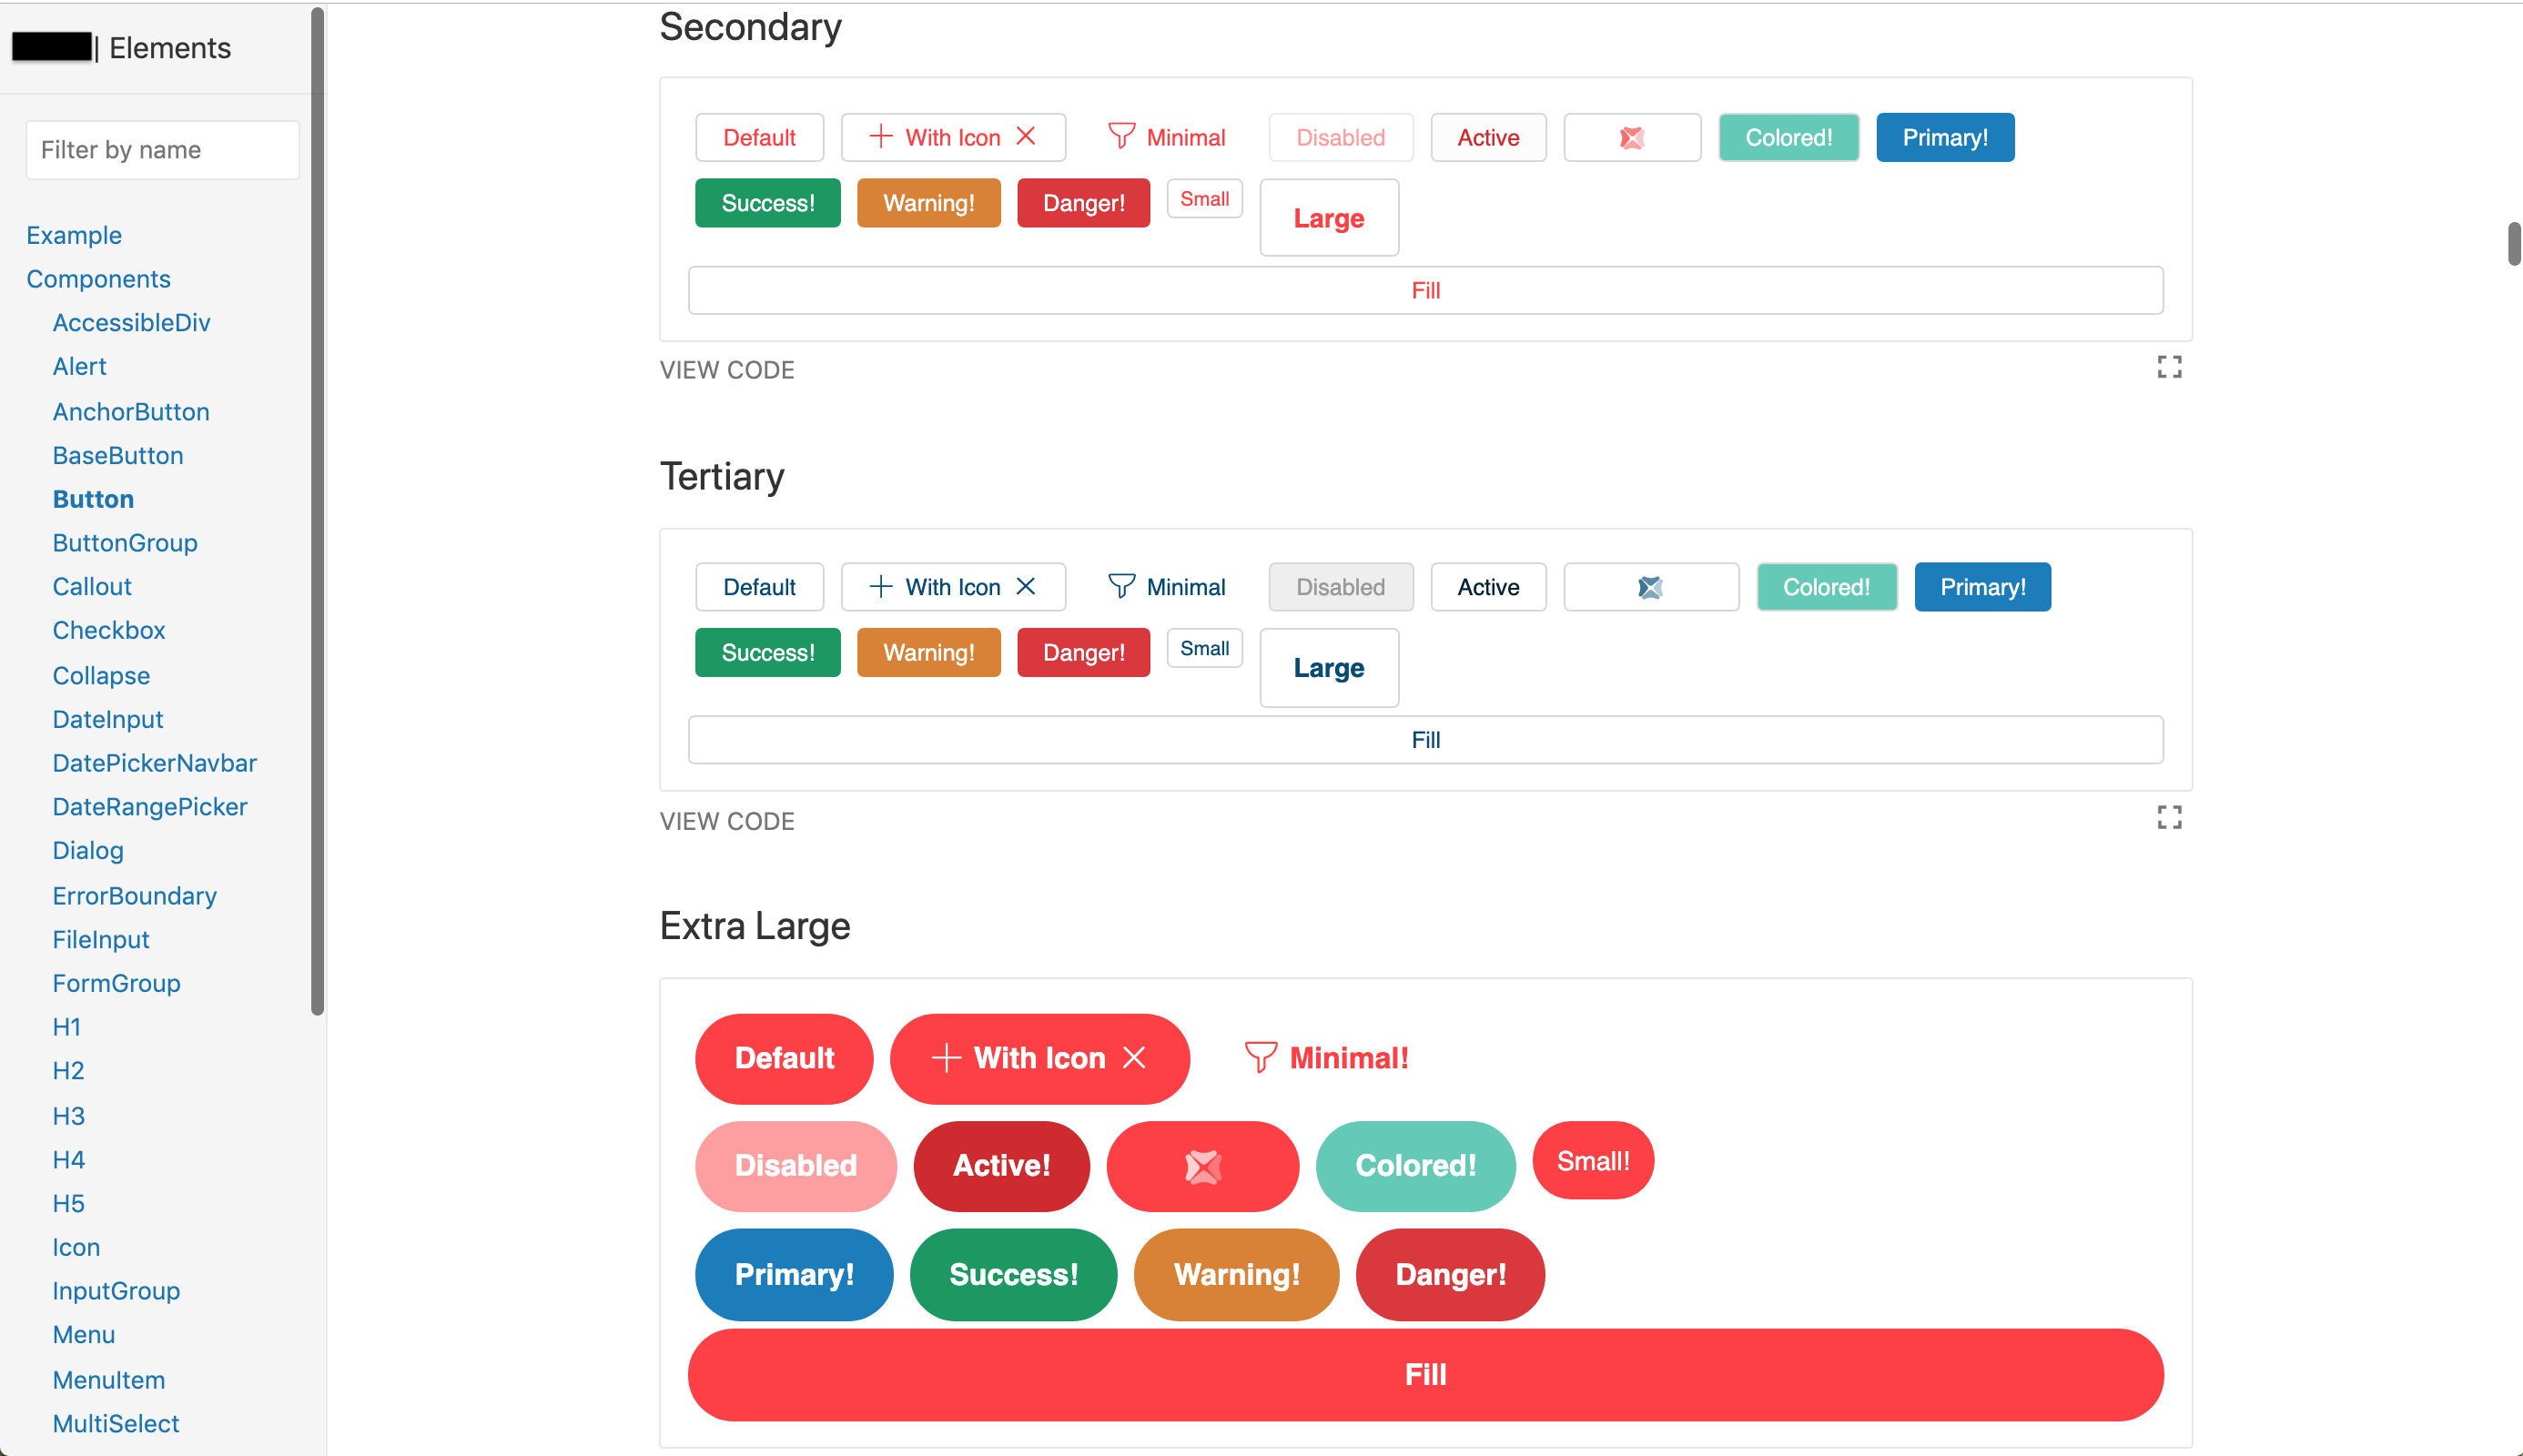 | Elements
Filter by name
Example
Components
AccessibleDiv
Alert
AnchorButton
BaseButton
Button
ButtonGroup
Callout
Checkbox
Collapse
DateInput
DatePickerNavbar
DateRangePicker
Dialog
ErrorBoundary
FileInput
FormGroup
H1
H2
H3
H4
H5
Icon
InputGroup
Menu
MenuItem
MultiSelect
Secondary
Default With Icon Minimal Disabled Active Colored! Primary!
Success! Warning! Danger! Small Large
Fill
VIEW CODE
Tertiary
Default With Icon Minimal Disabled Active Colored! Primary!
Success! Warning! Danger! Small Large
Fill
VIEW CODE
Extra Large
Default With Icon Minimal!
Disabled Active! Colored! Small!
Primary! Success! Warning! Danger!
Fill